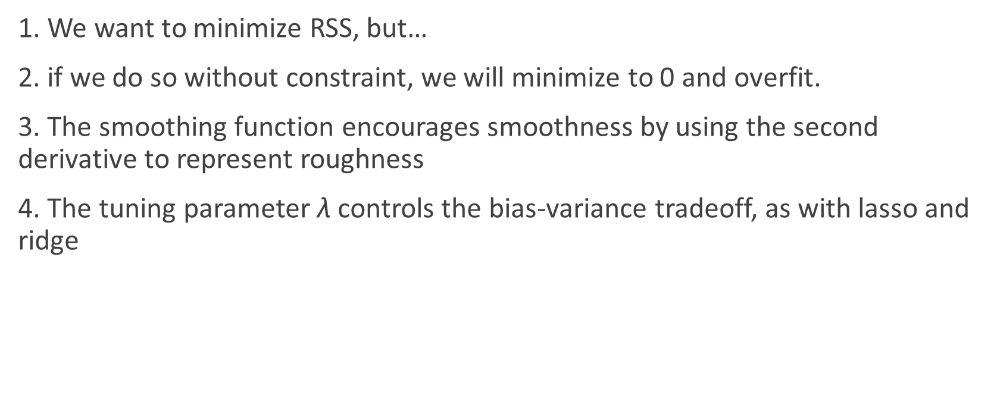 1. We want to minimize RSS, but...
2. if we do so without constraint, we will minimize to 0 and overfit.
3. The smoothing function encourages smoothness by using the second
derivative to represent roughness
4. The tuning parameter λ controls the bias-variance tradeoff, as with lasso and
ridge